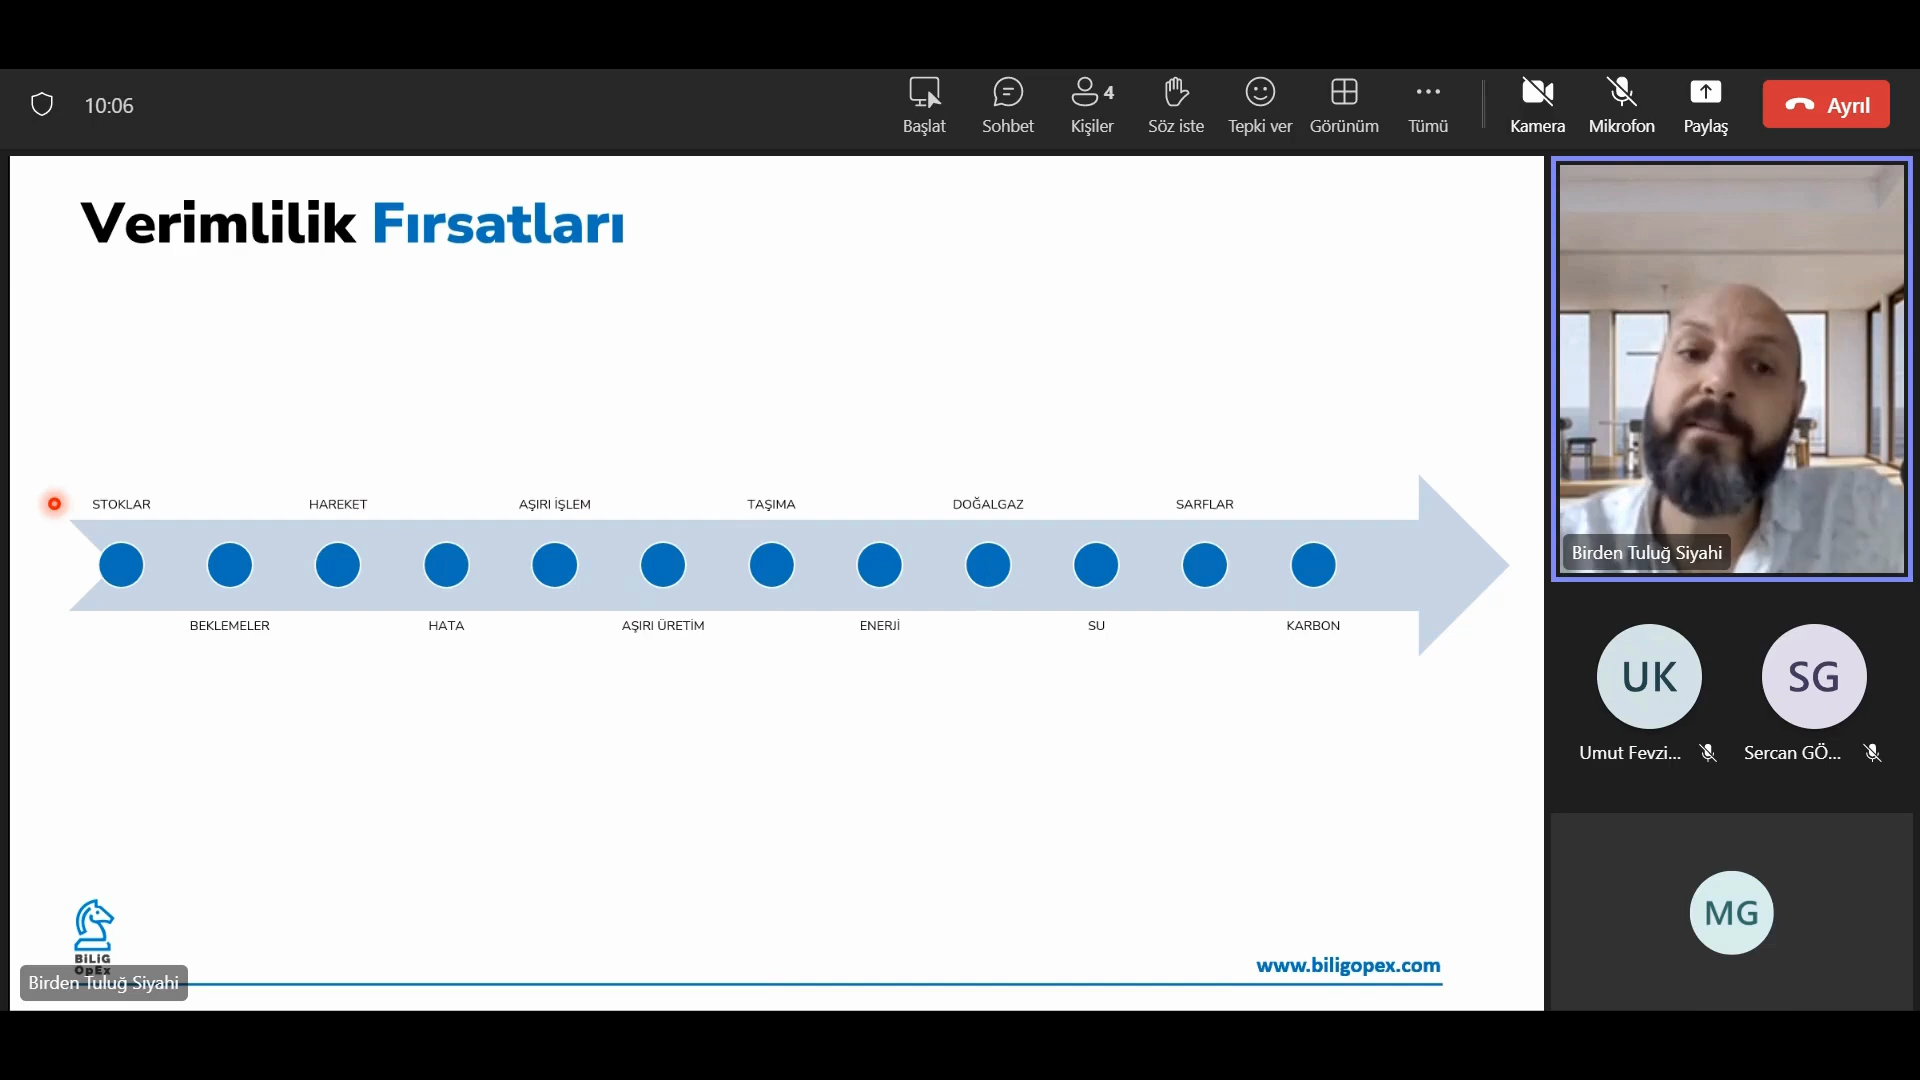 10:06
Başlat
Sohbet
4
Kişiler
Söz iste
Tepki ver
Görünüm
Tümü
Kamera
Mikrofon
Paylaş
Ayrıl
Verimlilik Fırsatları
STOKLAR
HAREKET
AŞIRI İŞLEM
TAŞIMA
DOĞALGAZ
SARFLAR
BEKLEMELER
HATA
AŞIRI ÜRETİM
ENERJİ
SU
KARBON
BiLiG
OpEx
Birden Tuluğ Siyahi
www.biligopex.com
Birden Tuluğ Siyahi
UK
SG
Umut Fevzi...
Sercan GÖ...
MG